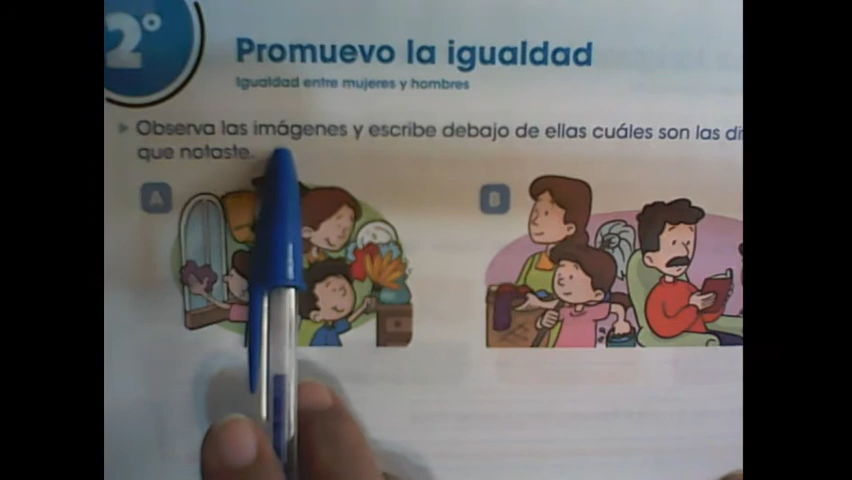 2°
Promuevo la igualdad
Igualdad entre mujeres y hombres
Observa las imágenes y escribe debajo de ellas cuáles son las
que notaste.
A
B